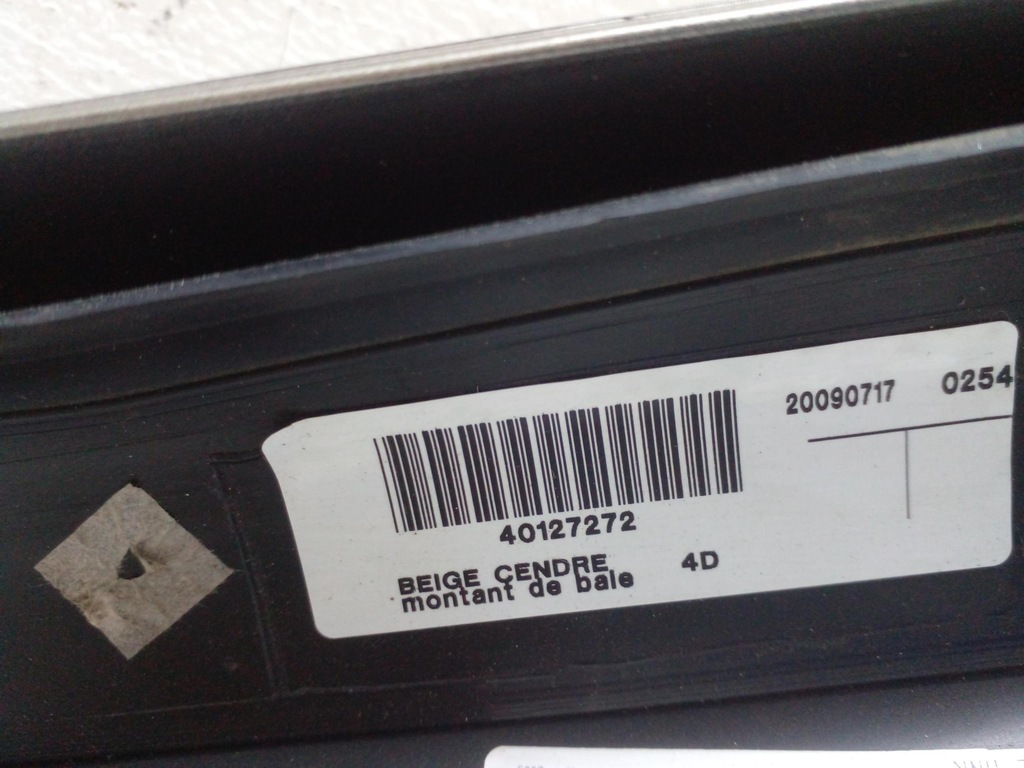 20090717 0254
40127272
BEIGE CENDRE 4D
montant de baie